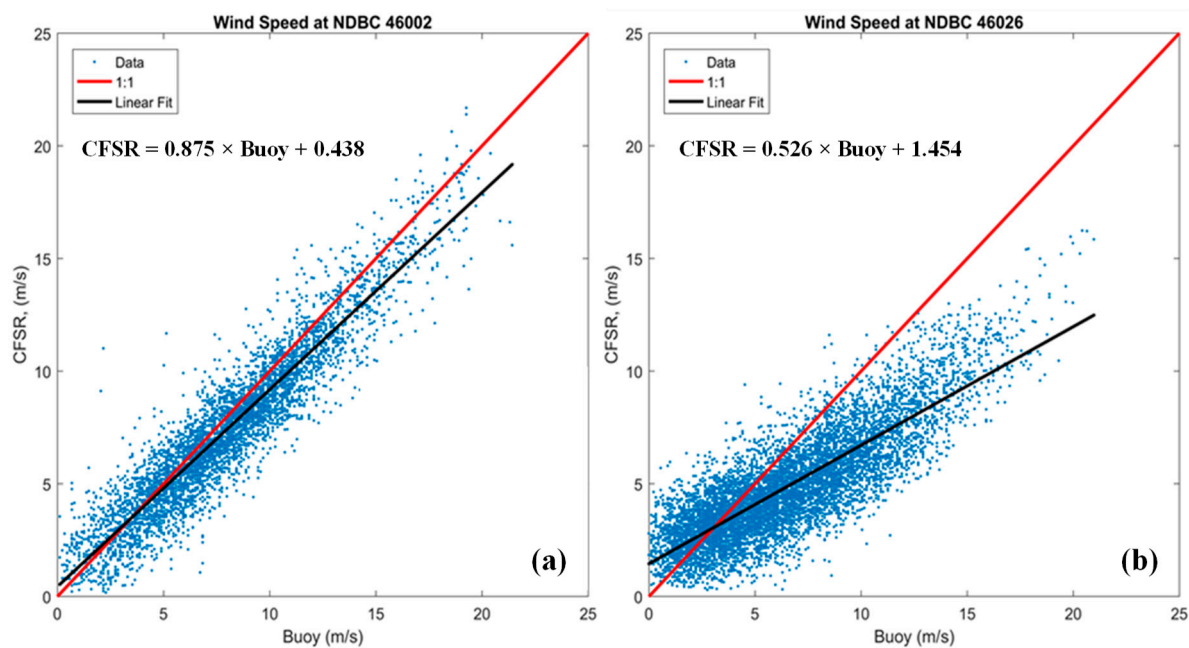 Wind Speed at NDBC 46002
25
20
15
10
5
0
CFSR, (m/s)
Data
1:1
Linear Fit
CFSR = 0.875 × Buoy + 0.438
(a)
0 5 10 15 20 25
Buoy (m/s)
Wind Speed at NDBC 46026
25
20
15
10
5
0
CFSR, (m/s)
Data
1:1
Linear Fit
CFSR = 0.526 × Buoy + 1.454
(b)
0 5 10 15 20 25
Buoy (m/s)